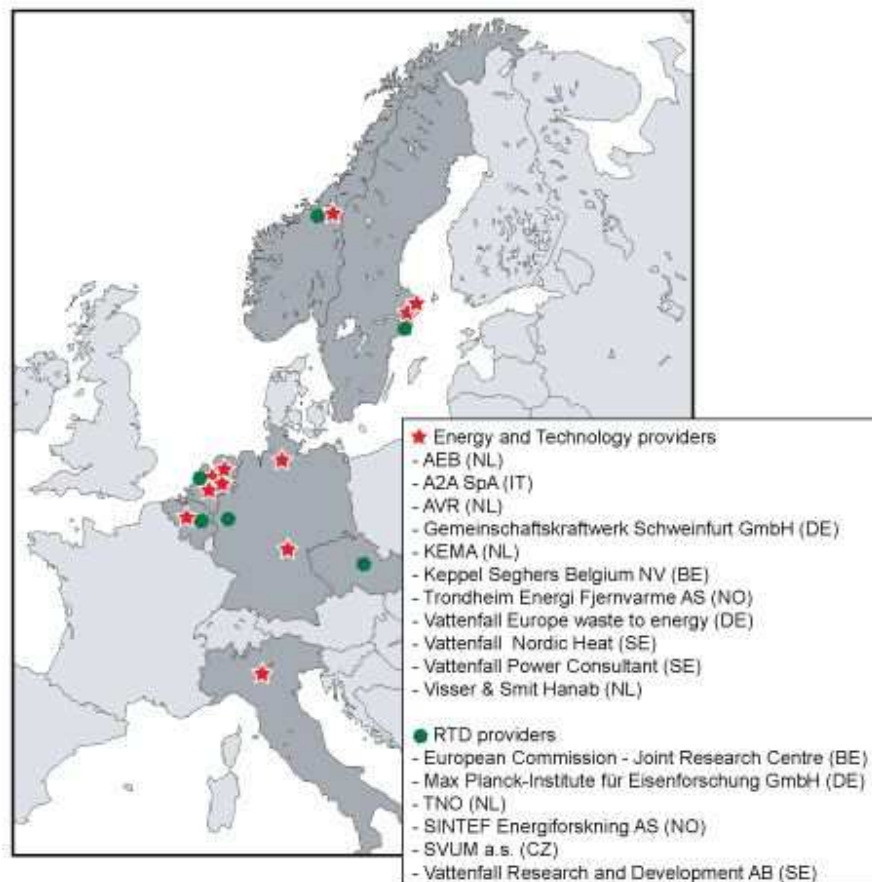 Energy and Technology providers
- AEB (NL)
- A2A SpA (IT)
- AVR (NL)
- Gemeinschaftskraftwerk Schweinfurt GmbH (DE)
- KEMA (NL)
- Keppel Seghers Belgium NV (BE)
- Trondheim Energi Fjernvarme AS (NO)
- Vattenfall Europe waste to energy (DE)
- Vattenfall Nordic Heat (SE)
- Vattenfall Power Consultant (SE)
- Visser & Smit Hanab (NL)
RTD providers
- European Commission - Joint Research Centre (BE)
- Max Planck-Institute für Eisenforschung GmbH (DE)
- TNO (NL)
- SINTEF Energiforskning AS (NO)
- SVUM a.s. (CZ)
- Vattenfall Research and Development AB (SE)